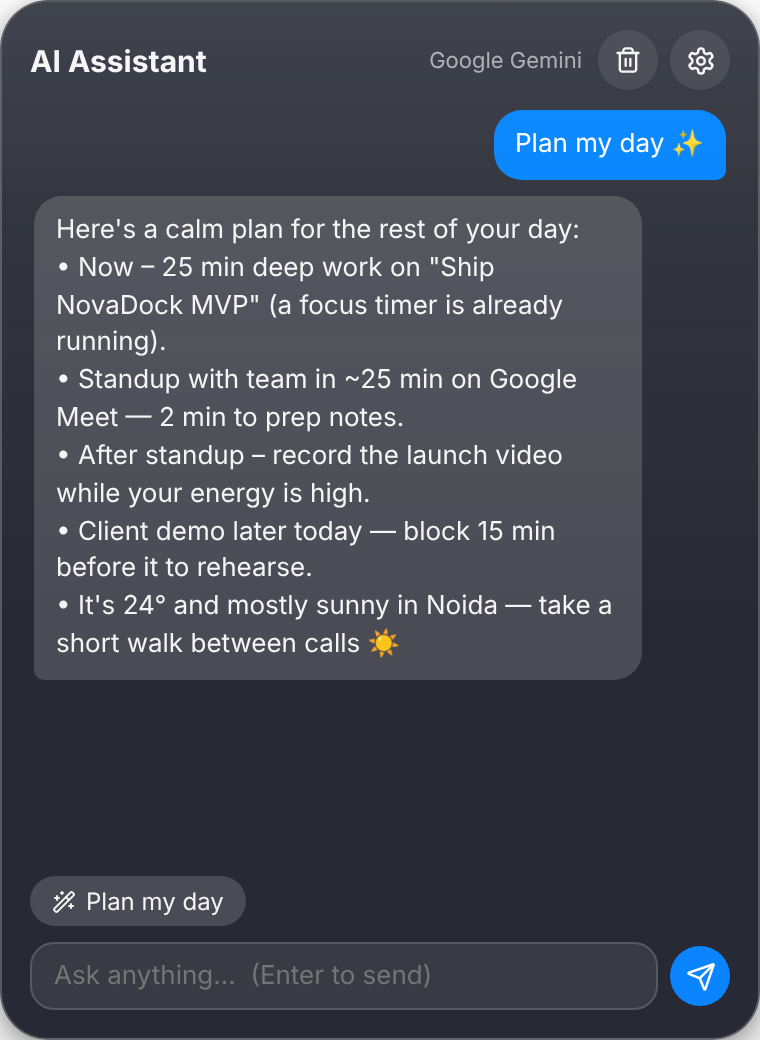 AI Assistant
Google Gemini
Plan my day ✨
Here's a calm plan for the rest of your day:
• Now – 25 min deep work on "Ship
NovaDock MVP" (a focus timer is already
running).
• Standup with team in ~25 min on Google
Meet — 2 min to prep notes.
• After standup – record the launch video
while your energy is high.
• Client demo later today — block 15 min
before it to rehearse.
• It's 24° and mostly sunny in Noida — take a
short walk between calls ☀️
Plan my day
Ask anything... (Enter to send)